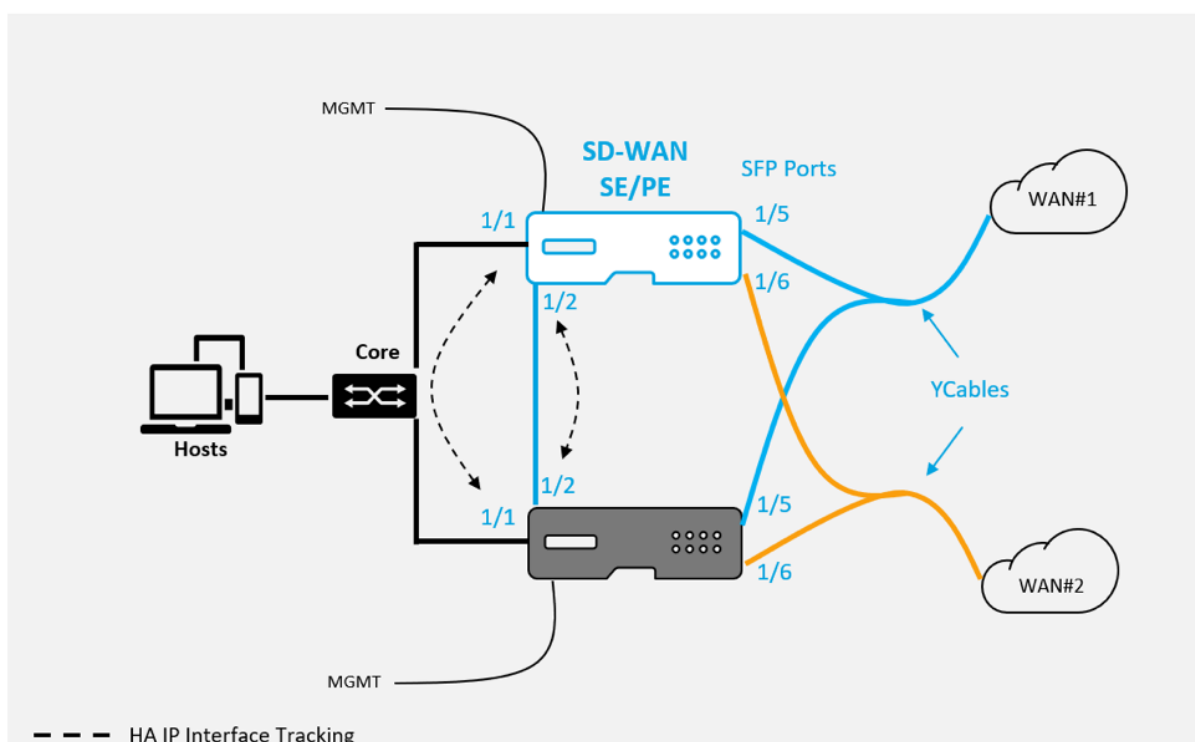 MGMT
SD-WAN
SE/PE
SFP Ports
1/1
1/5
WAN#1
1/2
1/6
Core
YCables
Hosts
1/2
1/1
1/5
1/6
WAN#2
MGMT
HA IP Interface Tracking